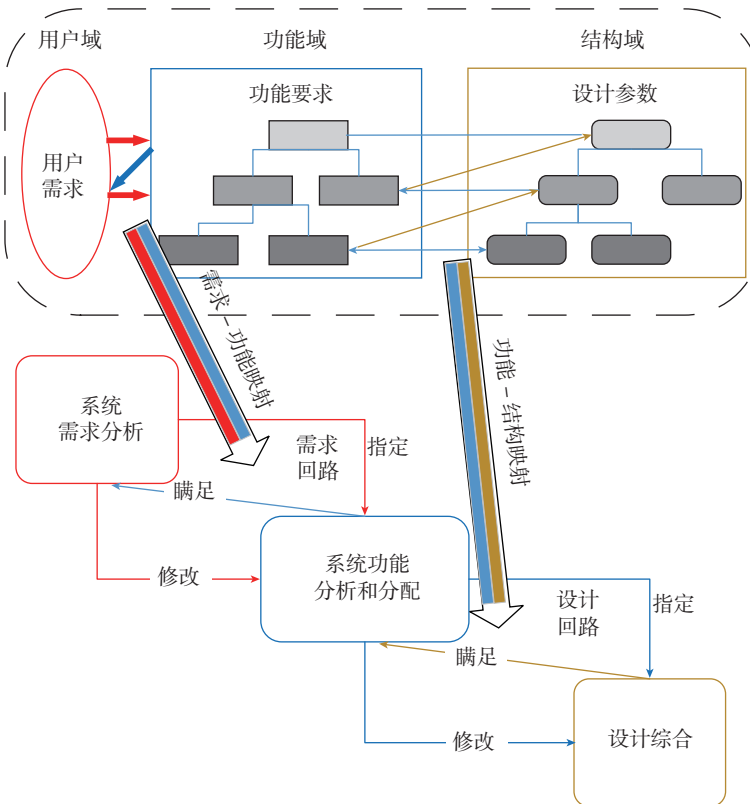 用户域
功能域
结构域
功能要求
设计参数
用户
需求
需求－功能映射
功能－结构映射
系统
需求分析
需求
回路
指定
瞒足
修改
系统功能
分析和分配
设计
回路
指定
瞒足
修改
设计综合